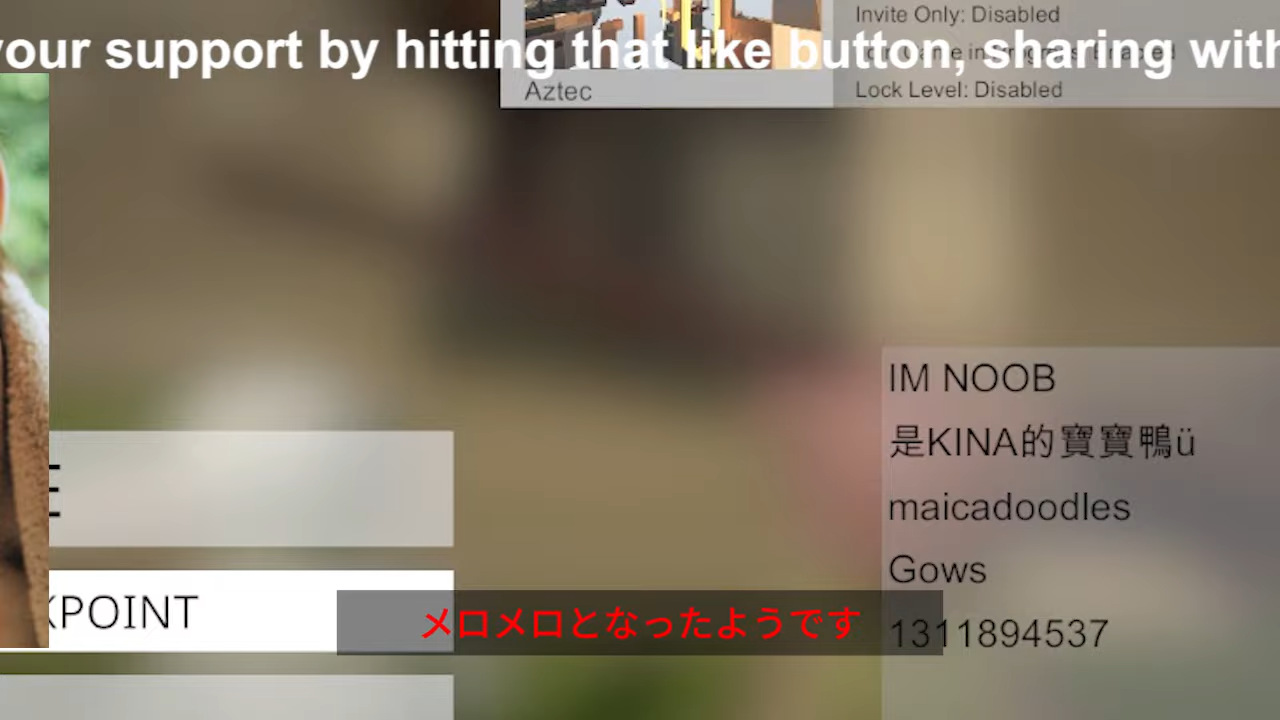 Invite Only: Disabled
your support by hitting that like button, sharing with
Aztec
Lock Level: Disabled
IM NOOB
是KINA的寶寶鴨ü
maicadoodles
Gows
E
KPOINT
メロメロとなったようです
1311894537